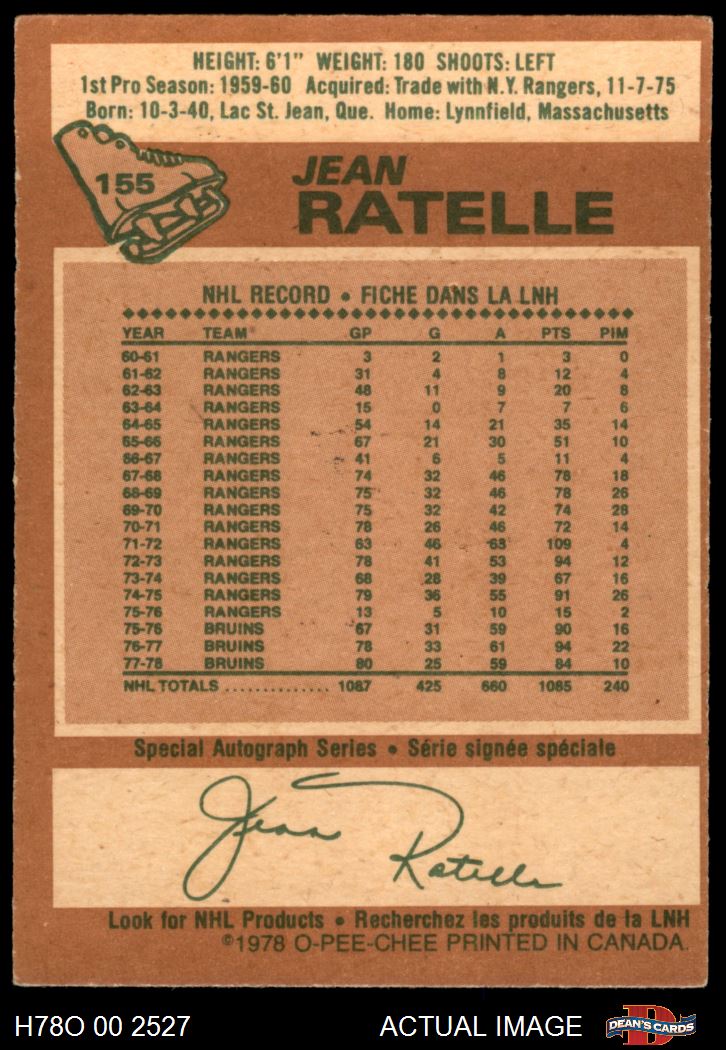 HEIGHT: 6'1" WEIGHT: 180 SHOOTS: LEFT
1st Pro Season: 1959-60 Acquired: Trade with N.Y. Rangers, 11-7-75
Born: 10-3-40, Lac St. Jean, Que. Home: Lynnfield, Massachusetts
155
JEAN
RATELLE
NHL RECORD • FICHE DANS LA LNH
YEAR TEAM GP G A PTS PIM
60-61 RANGERS 3 2 1 3 0
61-62 RANGERS 31 4 8 12 4
62-63 RANGERS 48 11 9 20 8
63-64 RANGERS 15 0 7 7 6
64-65 RANGERS 54 14 21 35 14
65-66 RANGERS 67 21 30 51 10
66-67 RANGERS 41 6 5 11 4
67-68 RANGERS 74 32 46 78 18
68-69 RANGERS 75 32 46 78 26
69-70 RANGERS 75 32 42 74 28
70-71 RANGERS 78 26 46 72 14
71-72 RANGERS 63 46 63 109 4
72-73 RANGERS 78 41 53 94 12
73-74 RANGERS 68 28 39 67 16
74-75 RANGERS 79 36 55 91 26
75-76 RANGERS 13 5 10 15 2
75-76 BRUINS 67 31 59 90 16
76-77 BRUINS 78 33 61 94 22
77-78 BRUINS 80 25 59 84 10
NHL TOTALS .............. 1087 425 660 1085 240
Special Autograph Series • Série signée spéciale
Jean Ratelle
Look for NHL Products • Recherchez les produits de la LNH
©1978 O-PEE-CHEE PRINTED IN CANADA.
H78O 00 2527 ACTUAL IMAGE D DEAN'S CARDS